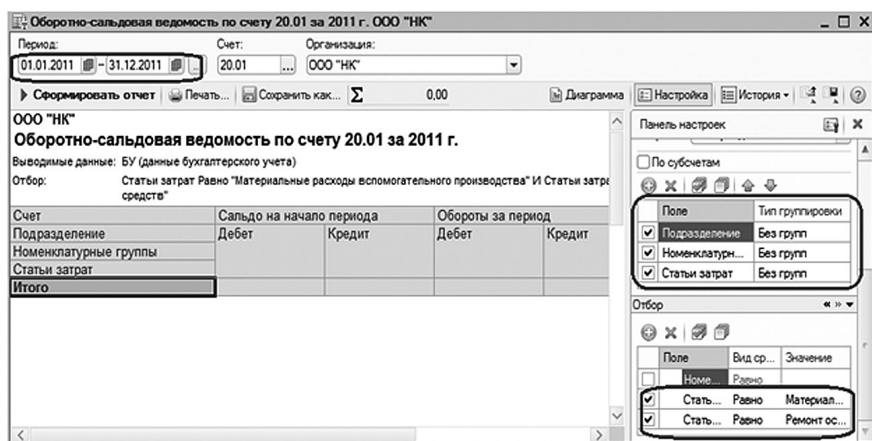 Оборотно-сальдовая ведомость по счету 20.01 за 2011 г. ООО "НК"
Период: Счет: Организация:
01.01.2011 - 31.12.2011 ... 20.01 ... ООО "НК"
Сформировать отчет Печать... Сохранить как... Σ 0,00 Диаграмма Настройка История
ООО "НК"
Оборотно-сальдовая ведомость по счету 20.01 за 2011 г.
Выводимые данные: БУ (данные бухгалтерского учета)
Отбор: Статьи затрат Равно "Материальные расходы вспомогательного производства" И Статьи затра
средств"
Счет Сальдо на начало периода Обороты за период
Подразделение Дебет Кредит Дебет Кредит
Номенклатурные группы
Статьи затрат
Итого
Панель настроек
По субсчетам
Поле Тип группировки
Подразделение Без групп
Номенклатурн... Без групп
Статьи затрат Без групп
Отбор
Поле Вид ср... Значение
Номе... Равно
Стать... Равно Материал...
Стать... Равно Ремонт ос...